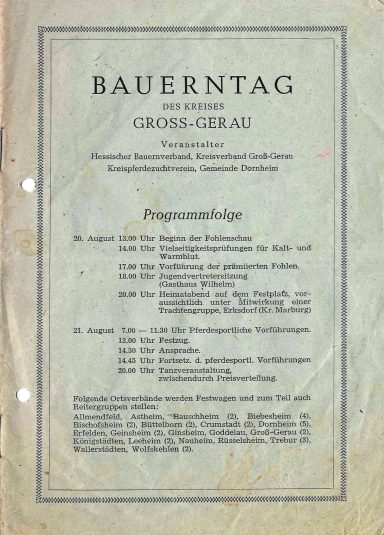 BAUERNTAG
DES KREISES
GROSS-GERAU
Veranstalter
Hessischer Bauernverband, Kreisverband Groß-Gerau
Kreispferdezuchtverein, Gemeinde Dornheim
Programmfolge
20. August 13.00 Uhr Beginn der Fohlenschau
14.00 Uhr Vielseitigkeitsprüfungen für Kalt- und
Warmblut.
17.00 Uhr Vorführung der prämiierten Fohlen.
18.00 Uhr Jugendvertretersitzung
(Gasthaus Wilhelm)
20.00 Uhr Heimatabend auf dem Festplatz, vor-
aussichtlich unter Mitwirkung einer
Trachtengruppe, Erksdorf (Kr. Marburg)
21. August 7.00 — 11.30 Uhr Pferdesportliche Vorführungen.
13.00 Uhr Festzug.
14.30 Uhr Ansprache.
14.45 Uhr Fortsetz. d. pferdesportl. Vorführungen
20.00 Uhr Tanzveranstaltung,
zwischendurch Preisverteilung.
Folgende Ortsverbände werden Festwagen und zum Teil auch
Reitergruppen stellen:
Allmendfeld, Astheim, Bauschheim (2), Biebesheim (4),
Bischofsheim (2), Büttelborn (2), Crumstadt (2), Dornheim (5),
Erfelden, Geinsheim (2), Ginsheim, Goddelau, Groß-Gerau (2),
Königstädten, Leeheim (2), Nauheim, Rüsselsheim, Trebur (3),
Wallerstädten, Wolfskehlen (2).